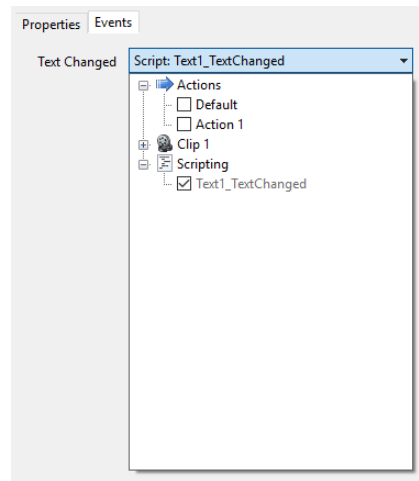 Properties Events
Text Changed Script: Text1_TextChanged
Actions
Default
Action 1
Clip 1
Scripting
Text1_TextChanged